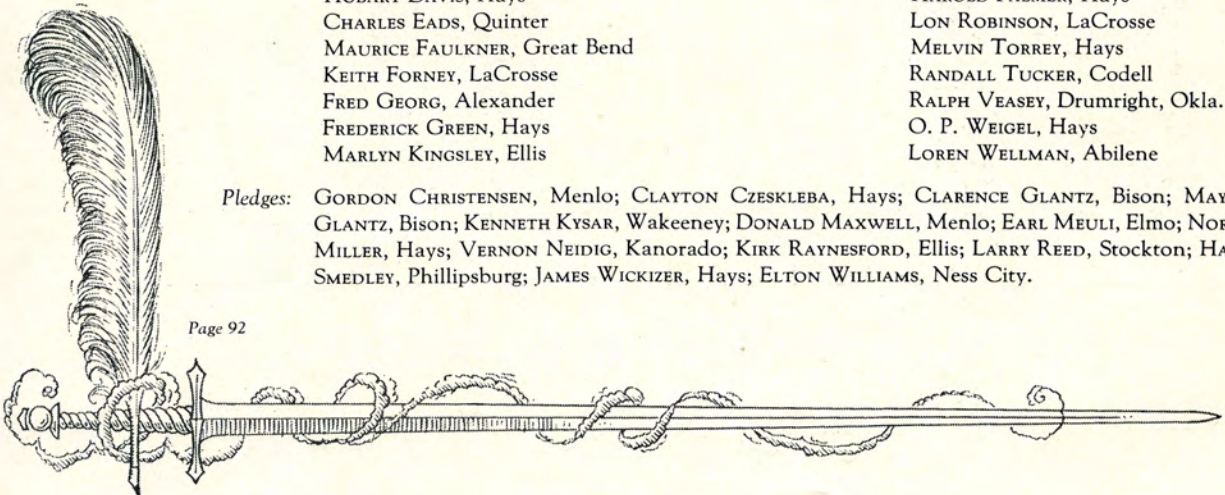 CHARLES EADS, Quinter
MAURICE FAULKNER, Great Bend
KEITH FORNEY, LaCrosse
FRED GEORG, Alexander
FREDERICK GREEN, Hays
MARLYN KINGSLEY, Ellis
LON ROBINSON, LaCrosse
MELVIN TORREY, Hays
RANDALL TUCKER, Codell
RALPH VEASEY, Drumright, Okla.
O. P. WEIGEL, Hays
LOREN WELLMAN, Abilene
Pledges: GORDON CHRISTENSEN, Menlo; CLAYTON CZESKLEBA, Hays; CLARENCE GLANTZ, Bison; MAY
GLANTZ, Bison; KENNETH KYSAR, Wakeeney; DONALD MAXWELL, Menlo; EARL MEULI, Elmo; NOR
MILLER, Hays; VERNON NEIDIG, Kanorado; KIRK RAYNESFORD, Ellis; LARRY REED, Stockton; HA
SMEDLEY, Phillipsburg; JAMES WICKIZER, Hays; ELTON WILLIAMS, Ness City.
Page 92